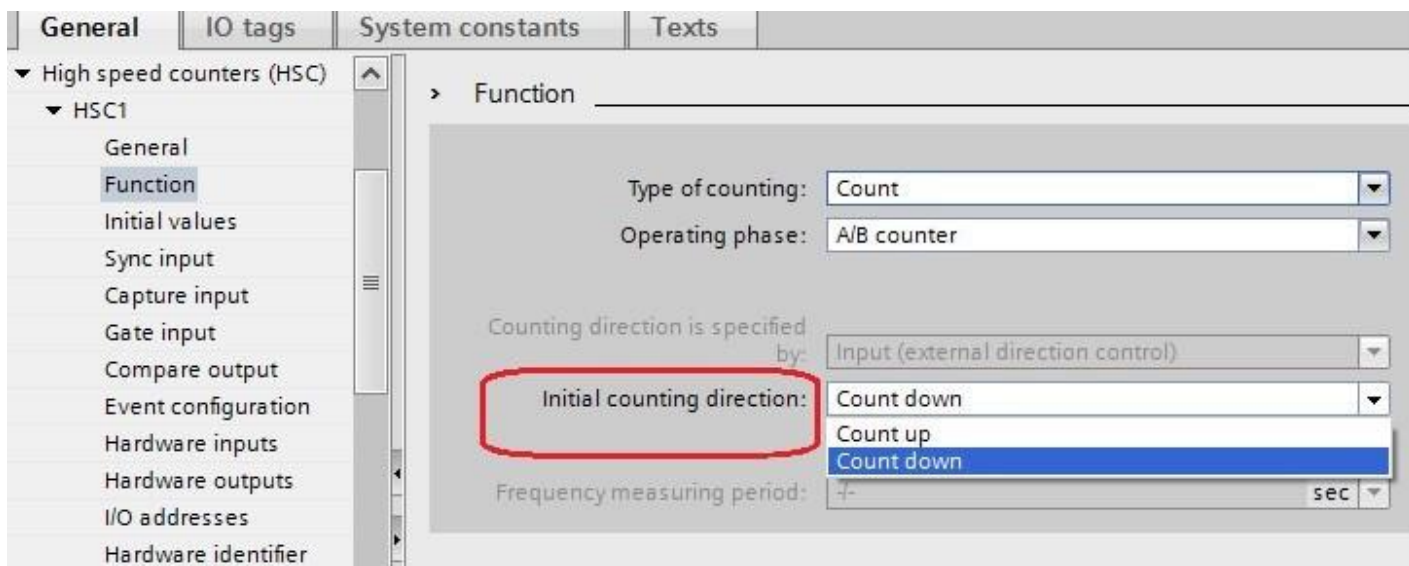 General IO tags System constants Texts
High speed counters (HSC)
HSC1
General
Function
Initial values
Sync input
Capture input
Gate input
Compare output
Event configuration
Hardware inputs
Hardware outputs
I/O addresses
Hardware identifier
Function
Type of counting: Count
Operating phase: A/B counter
Counting direction is specified
by: Input (external direction control)
Initial counting direction: Count down
Count up
Count down
Frequency measuring period: -/- sec